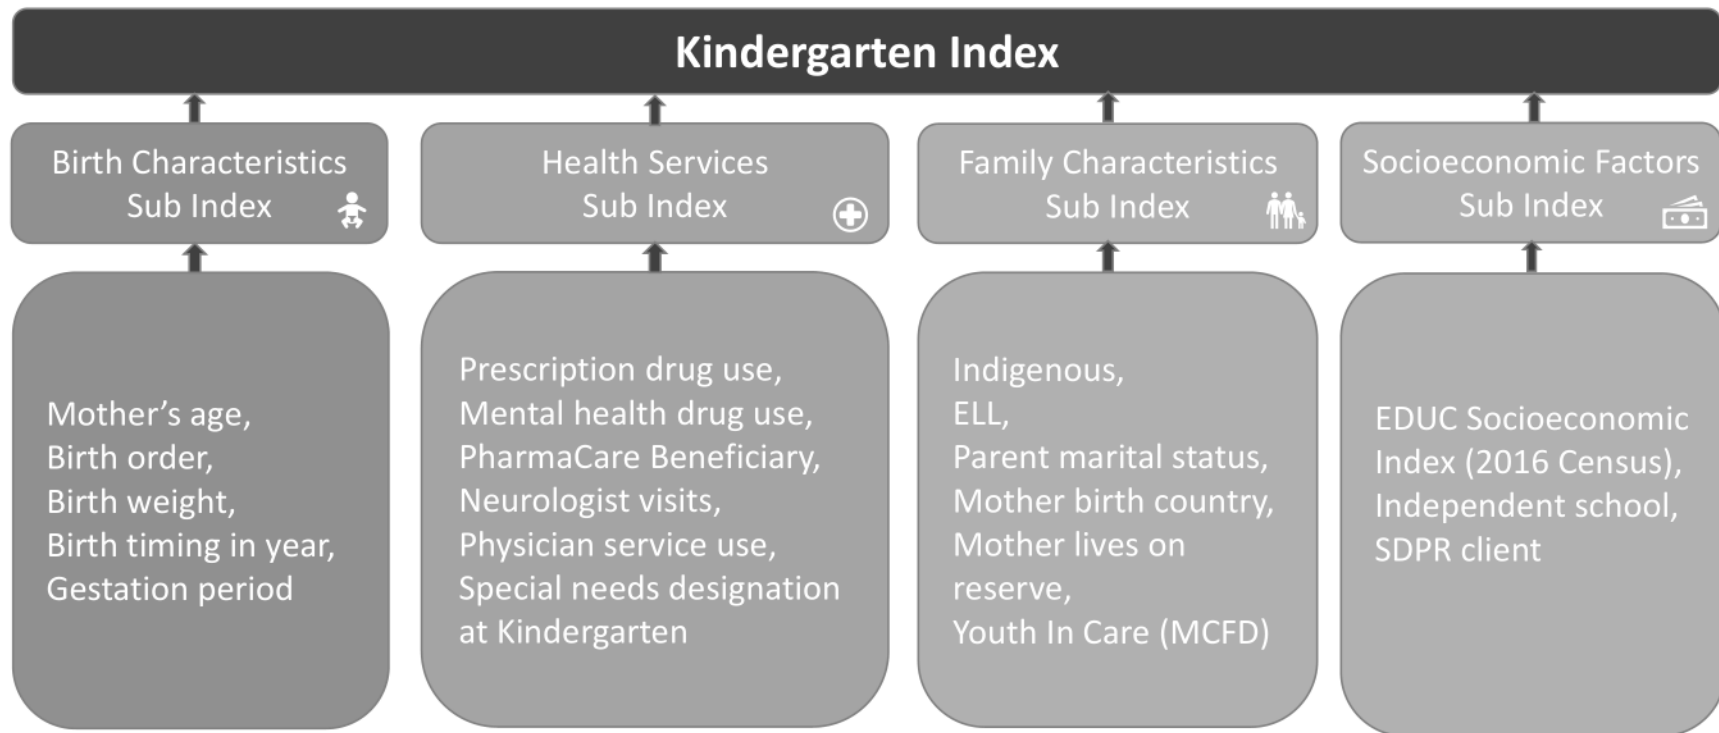 Kindergarten Index
Birth Characteristics
Sub Index
Health Services
Sub Index
Family Characteristics
Sub Index
Socioeconomic Factors
Sub Index
Mother’s age,
Birth order,
Birth weight,
Birth timing in year,
Gestation period
Prescription drug use,
Mental health drug use,
PharmaCare Beneficiary,
Neurologist visits,
Physician service use,
Special needs designation
at Kindergarten
Indigenous,
ELL,
Parent marital status,
Mother birth country,
Mother lives on
reserve,
Youth In Care (MCFD)
EDUC Socioeconomic
Index (2016 Census),
Independent school,
SDPR client